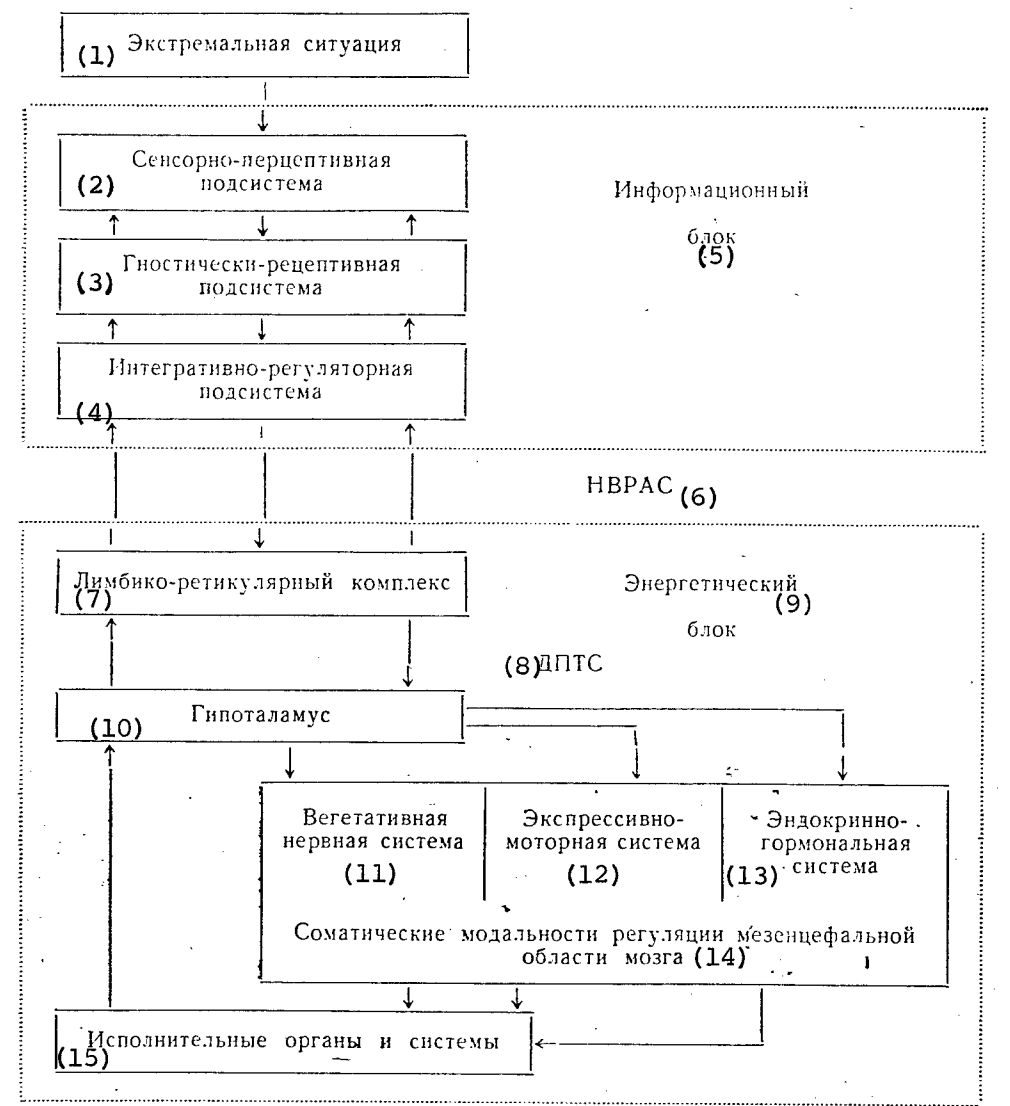 (1) Экстремальная ситуация
Сенсорно-перцептивная
(2) подсистема
Информационный
блок
(5)
Гностически-рецептивная
(3) подсистема
Интегративно-регуляторная
подсистема
(4)
НВРАС (6)
Лимбико-ретикулярный комплекс
(7)
Энергетический
(9)
блок
(8) ДПТС
Гипоталамус
(10)
Вегетативная
нервная система
(11)
Экспрессивно-
моторная система
(12)
Эндокринно-
гормональная
(13) система
Соматические модальности регуляции мезенцефальной
области мозга (14)
Исполнительные органы и системы
(15)